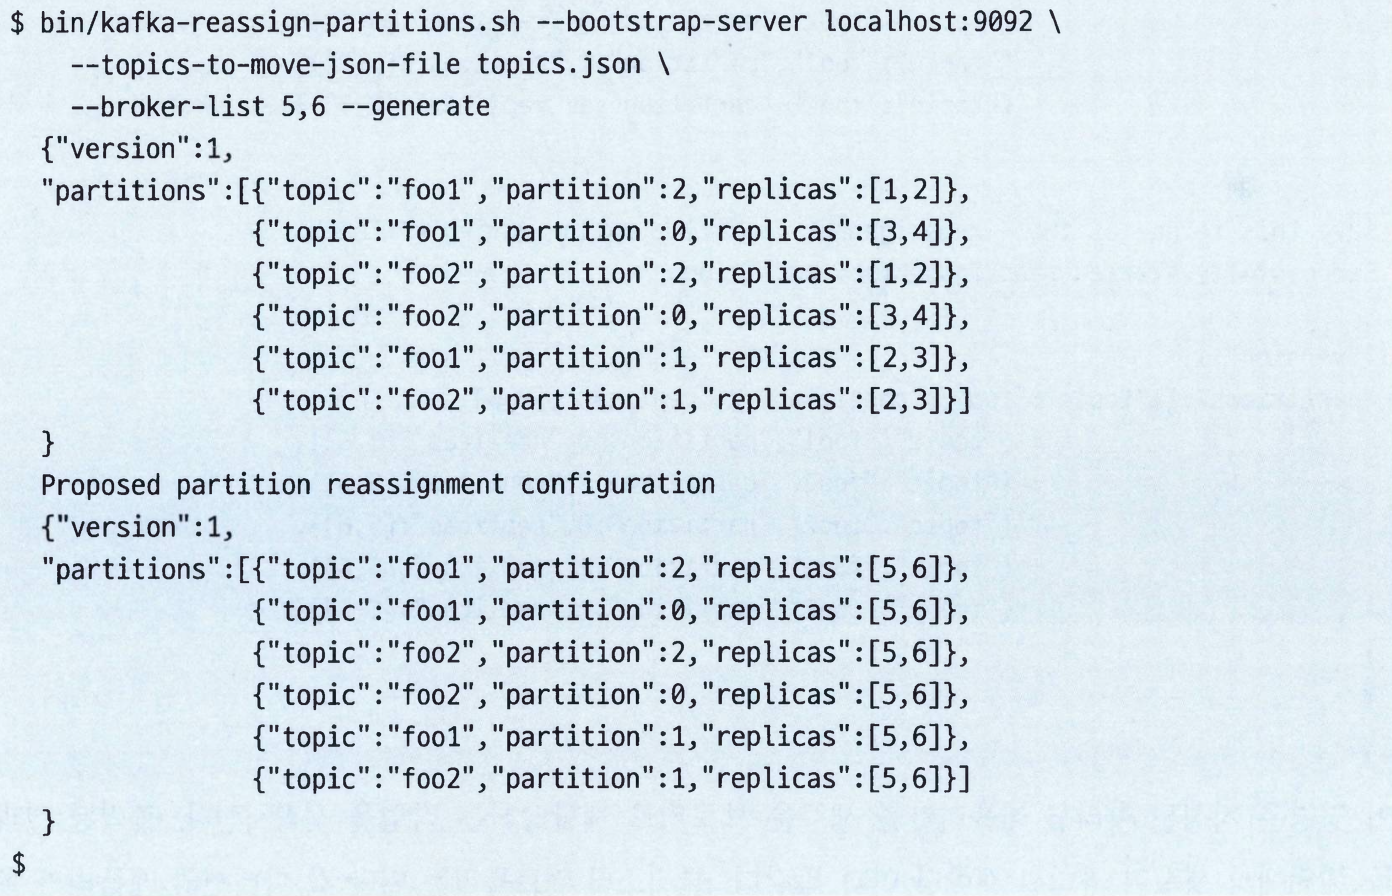 $ bin/kafka-reassign-partitions.sh --bootstrap-server localhost:9092 \
--topics-to-move-json-file topics.json \
--broker-list 5,6 --generate
{"version":1,
"partitions":[{"topic":"foo1","partition":2,"replicas":[1,2]},
{"topic":"foo1","partition":0,"replicas":[3,4]},
{"topic":"foo2","partition":2,"replicas":[1,2]},
{"topic":"foo2","partition":0,"replicas":[3,4]},
{"topic":"foo1","partition":1,"replicas":[2,3]},
{"topic":"foo2","partition":1,"replicas":[2,3]}]
}
Proposed partition reassignment configuration
{"version":1,
"partitions":[{"topic":"foo1","partition":2,"replicas":[5,6]},
{"topic":"foo1","partition":0,"replicas":[5,6]},
{"topic":"foo2","partition":2,"replicas":[5,6]},
{"topic":"foo2","partition":0,"replicas":[5,6]},
{"topic":"foo1","partition":1,"replicas":[5,6]},
{"topic":"foo2","partition":1,"replicas":[5,6]}]
}
$